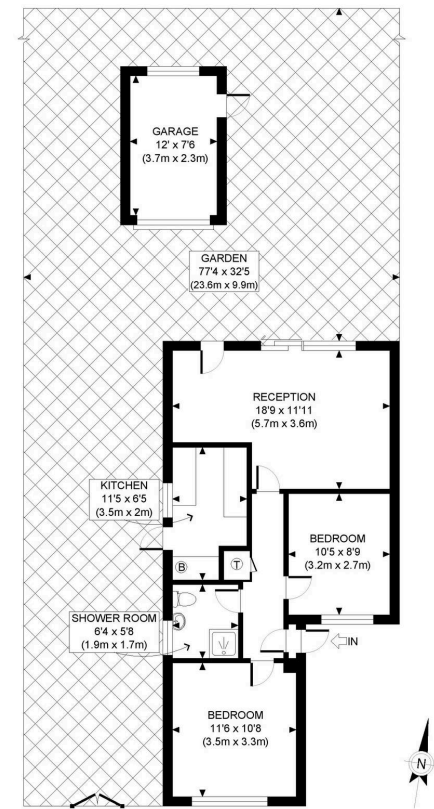 GARAGE
12' x 7'6
(3.7m x 2.3m)
GARDEN
77'4 x 32'5
(23.6m x 9.9m)
RECEPTION
18'9 x 11'11
(5.7m x 3.6m)
KITCHEN
11'5 x 6'5
(3.5m x 2m)
BEDROOM
10'5 x 8'9
(3.2m x 2.7m)
B
T
SHOWER ROOM
6'4 x 5'8
(1.9m x 1.7m)
IN
BEDROOM
11'6 x 10'8
(3.5m x 3.3m)
N